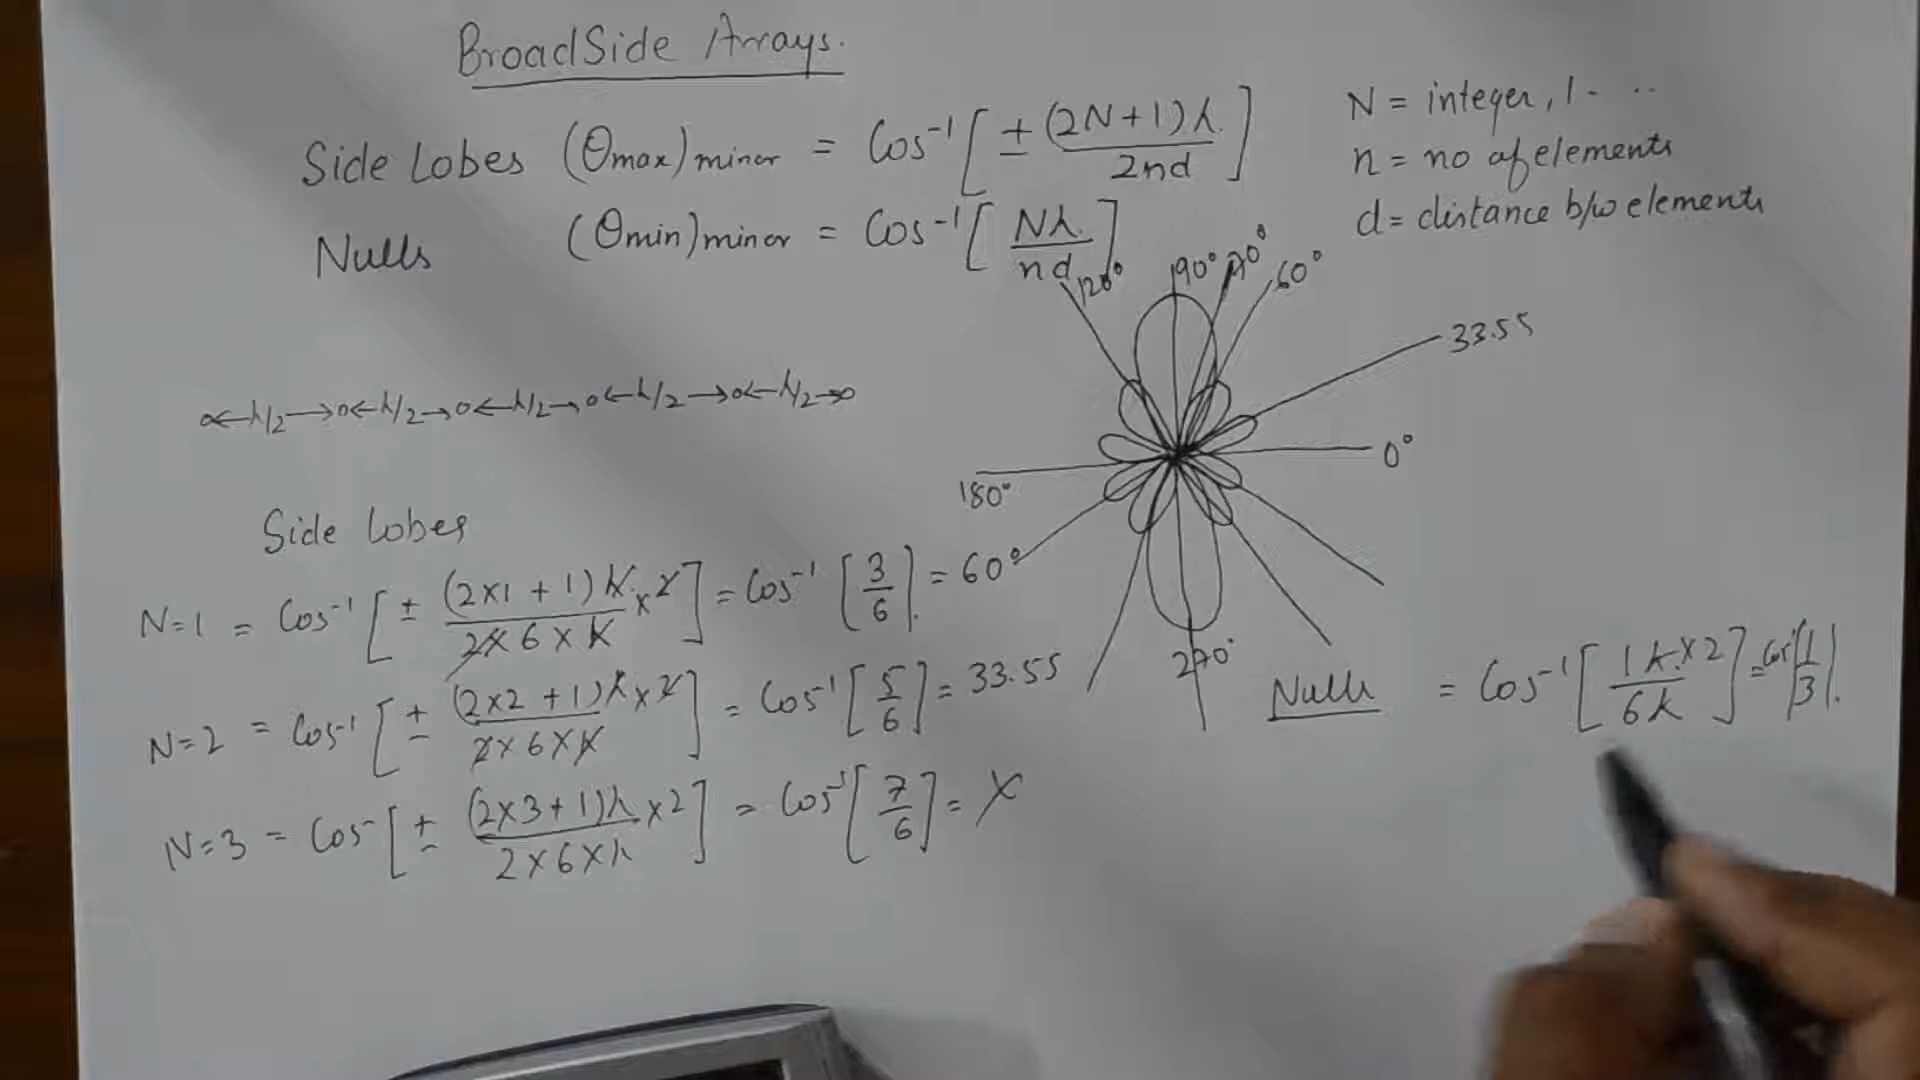 BroadSide Arrays.
Side Lobes (θmax)minor = Cos⁻¹ [± (2N+1)λ / 2nd]
N = integer, 1 - ...
n = no of elements
d = distance b/w elements
Nulls (θmin)minor = Cos⁻¹ [Nλ / nd]
120° 90° 70° 60°
33.55
λ/2 λ/2 λ/2 λ/2 λ/2
0°
180°
270°
Side lobes
N=1 = Cos⁻¹ [± (2×1 + 1)λ × 2 / 2×6×λ] = Cos⁻¹ [3/6] = 60°
N=2 = Cos⁻¹ [± (2×2 + 1)λ × 2 / 2×6×λ] = Cos⁻¹ [5/6] = 33.55
N=3 = Cos⁻ [± (2×3+1)λ × 2 / 2×6×λ] = Cos⁻¹ [7/6] = X
Nulls = Cos⁻¹ [1λ×2 / 6λ] = Cos⁻¹ [1/3]